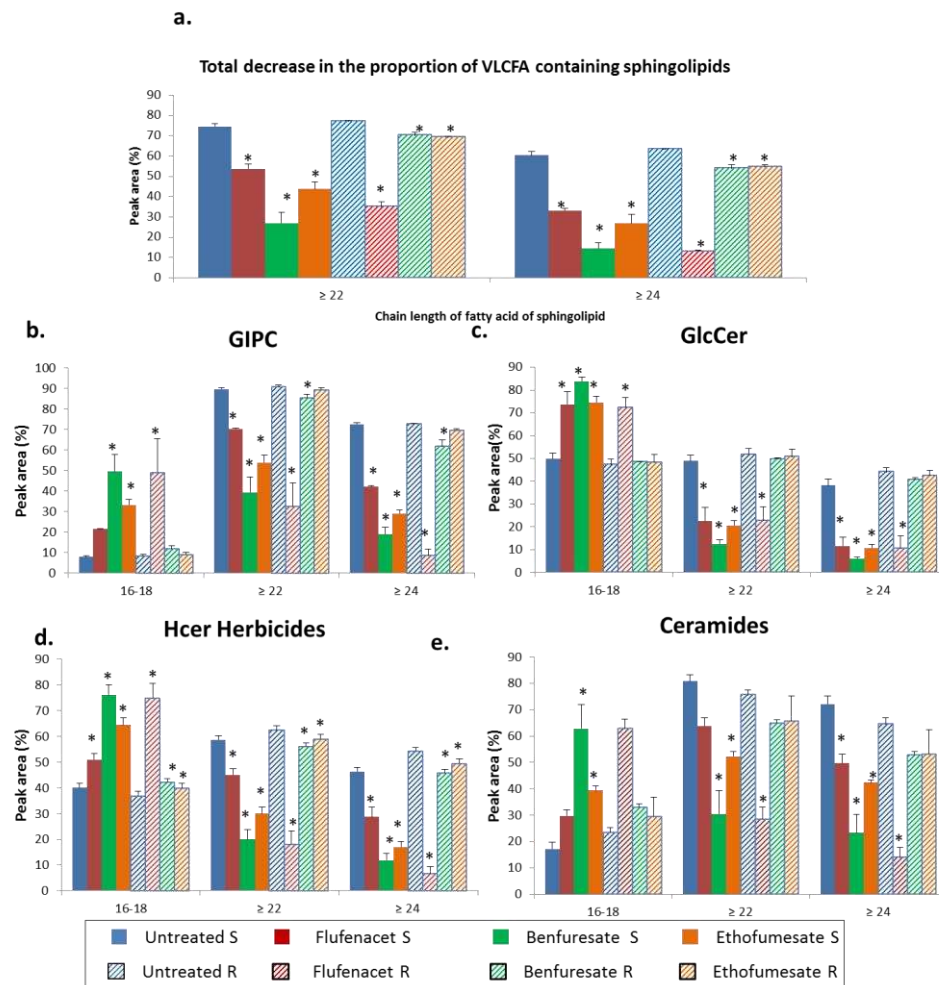 a.
Total decrease in the proportion of VLCFA containing sphingolipids
Peak area (%)
90
80
70
60
50
40
30
20
10
0
* * * * * *
* * * * * *
≥ 22 ≥ 24
Chain length of fatty acid of sphingolipid
b. GIPC
Peak area (%)
100
90
80
70
60
50
40
30
20
10
0
* * *
* * * * *
* * * * *
16-18 ≥ 22 ≥ 24
c. GlcCer
Peak area(%)
90
80
70
60
50
40
30
20
10
0
* * * *
* * * *
* * * *
16-18 ≥ 22 ≥ 24
d. Hcer Herbicides
Peak area (%)
90
80
70
60
50
40
30
20
10
0
* * * * * *
* * * * * *
* * * * * *
16-18 ≥ 22 ≥ 24
e. Ceramides
Peak area (%)
90
80
70
60
50
40
30
20
10
0
* *
* * *
* * * *
16-18 ≥ 22 ≥ 24
Untreated S Flufenacet S Benfuresate S Ethofumesate S
Untreated R Flufenacet R Benfuresate R Ethofumesate R